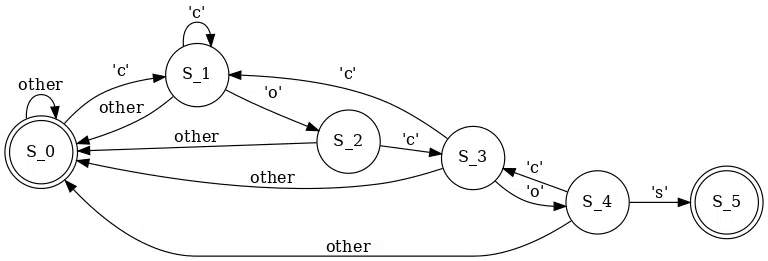 'c'
S_1
'c'
'c'
other
other
'o'
S_0
other
S_2
'c'
S_3
'c'
other
'o'
S_4
's'
S_5
other